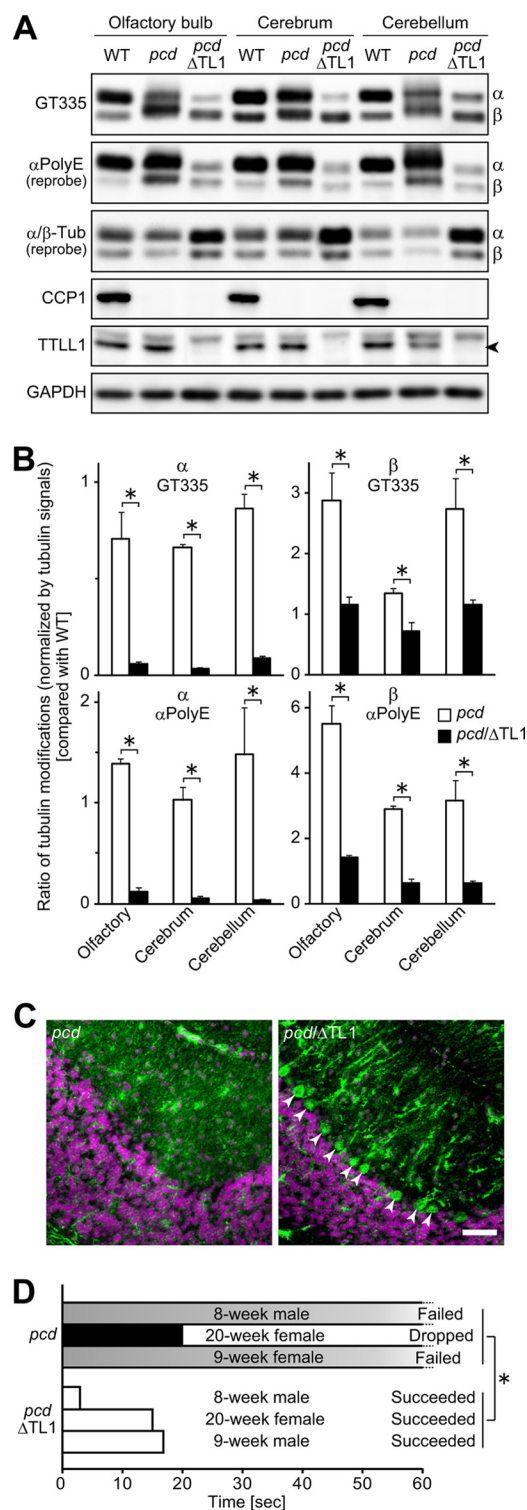 A
Olfactory bulb Cerebrum Cerebellum
WT pcd pcd ΔTL1 WT pcd pcd ΔTL1 WT pcd pcd ΔTL1
GT335 α
β
αPolyE α
(reprobe) β
α/β-Tub α
(reprobe) β
CCP1
TTLL1
GAPDH
B
Ratio of tubulin modifications (normalized by tubulin signals)
[compared with WT]
α
GT335
1
0
* * *
β
GT335
3
2
1
0
* * *
α
αPolyE
2
1
0
* * *
β
αPolyE
6
4
2
0
* * *
pcd
pcd/ΔTL1
Olfactory Cerebrum Cerebellum
Olfactory Cerebrum Cerebellum
C
pcd
pcd/ΔTL1
D
pcd
8-week male Failed
20-week female Dropped
9-week female Failed
*
pcd
ΔTL1
8-week male Succeeded
20-week female Succeeded
9-week male Succeeded
0 10 20 30 40 50 60
Time [sec]